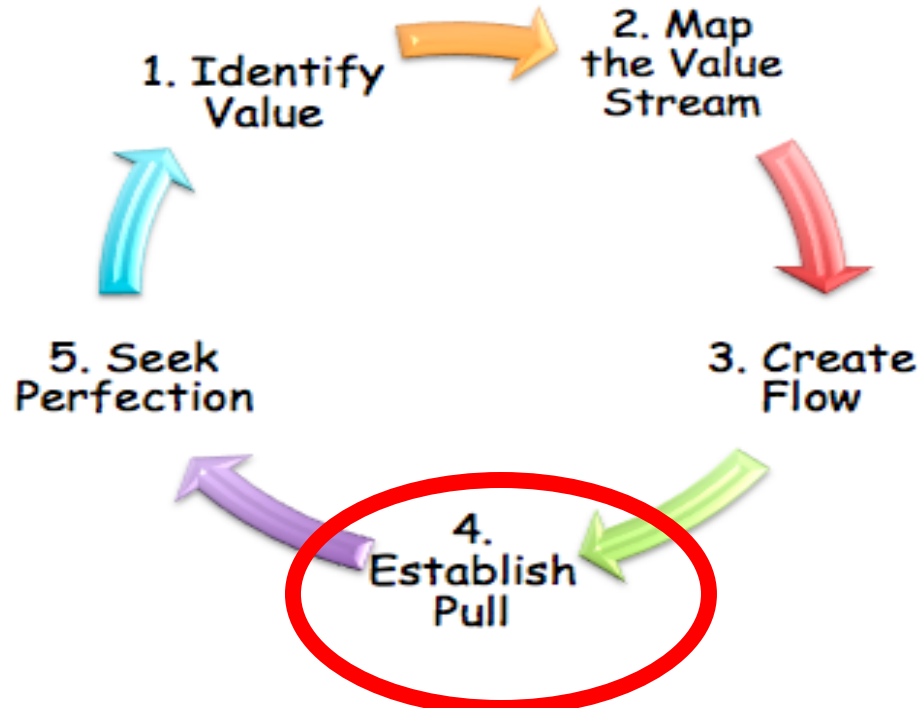 1. Identify
Value
2. Map
the Value
Stream
3. Create
Flow
4.
Establish
Pull
5. Seek
Perfection